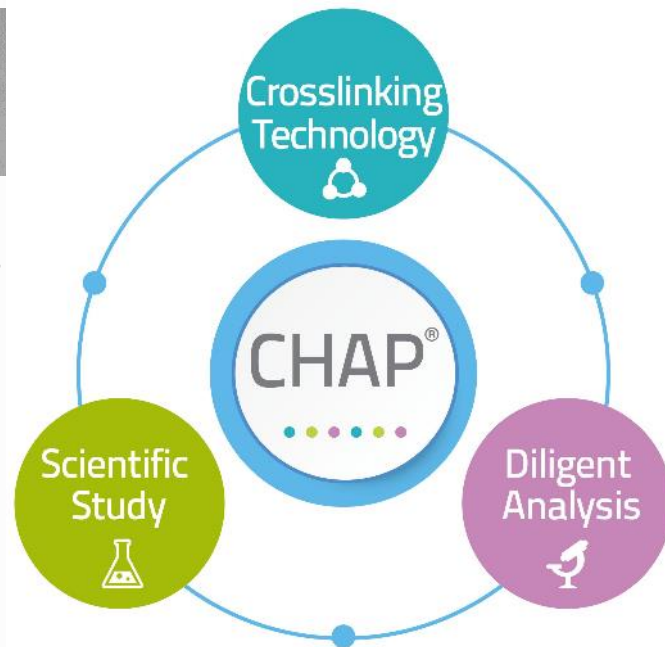 Crosslinking
Technology
CHAP®
Scientific
Study
Diligent
Analysis